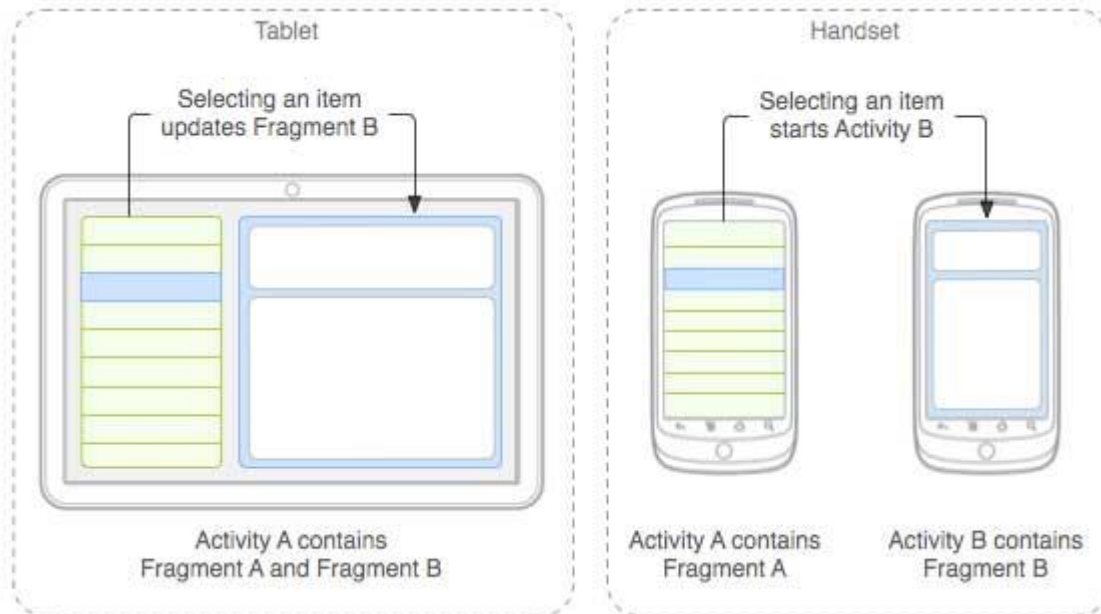 Tablet
Selecting an item
updates Fragment B
Activity A contains
Fragment A and Fragment B
Handset
Selecting an item
starts Activity B
Activity A contains
Fragment A
Activity B contains
Fragment B